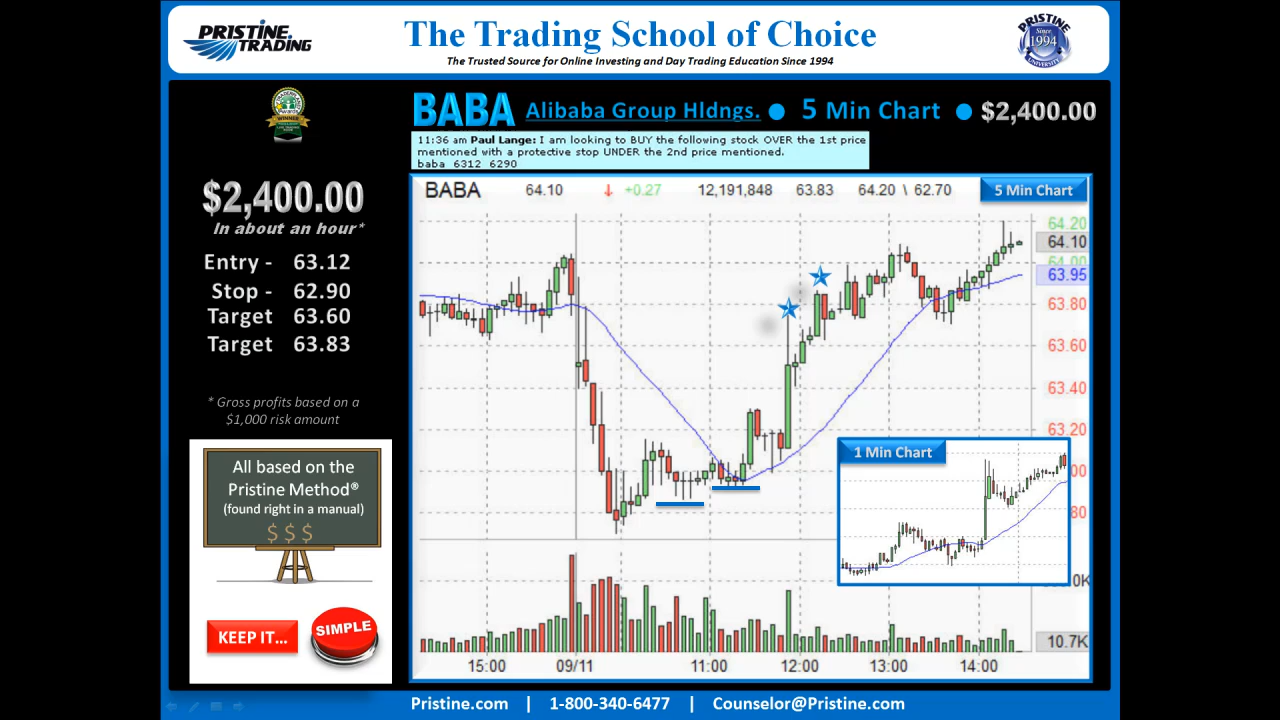 PRISTINE
TRADING
The Trading School of Choice
The Trusted Source for Online Investing and Day Trading Education Since 1994
PRISTINE
Since
1994
UNIVERSITY
WINNER
BABA Alibaba Group Hldngs. ● 5 Min Chart ● $2,400.00
11:36 am Paul Lange: I am looking to BUY the following stock OVER the 1st price
mentioned with a protective stop UNDER the 2nd price mentioned.
baba 6312 6290
$2,400.00
In about an hour*
Entry - 63.12
Stop - 62.90
Target 63.60
Target 63.83
* Gross profits based on a
$1,000 risk amount
All based on the
Pristine Method®
(found right in a manual)
$ $ $
KEEP IT...
SIMPLE
BABA 64.10 ↓ +0.27 12,191,848 63.83 64.20 \ 62.70
5 Min Chart
64.20
64.10
64.00
63.95
63.80
63.60
63.40
63.20
00
80
1 Min Chart
0K
10.7K
15:00 09/11 11:00 12:00 13:00 14:00
Pristine.com | 1-800-340-6477 | Counselor@Pristine.com